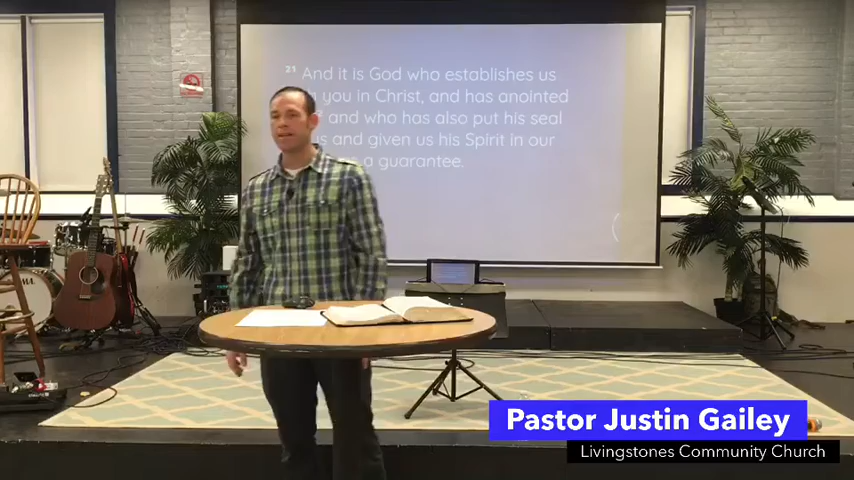 21 And it is God who establishes us
you in Christ, and has anointed
and who has also put his seal
us and given us his Spirit in our
a guarantee.
Pastor Justin Gailey
Livingstones Community Church